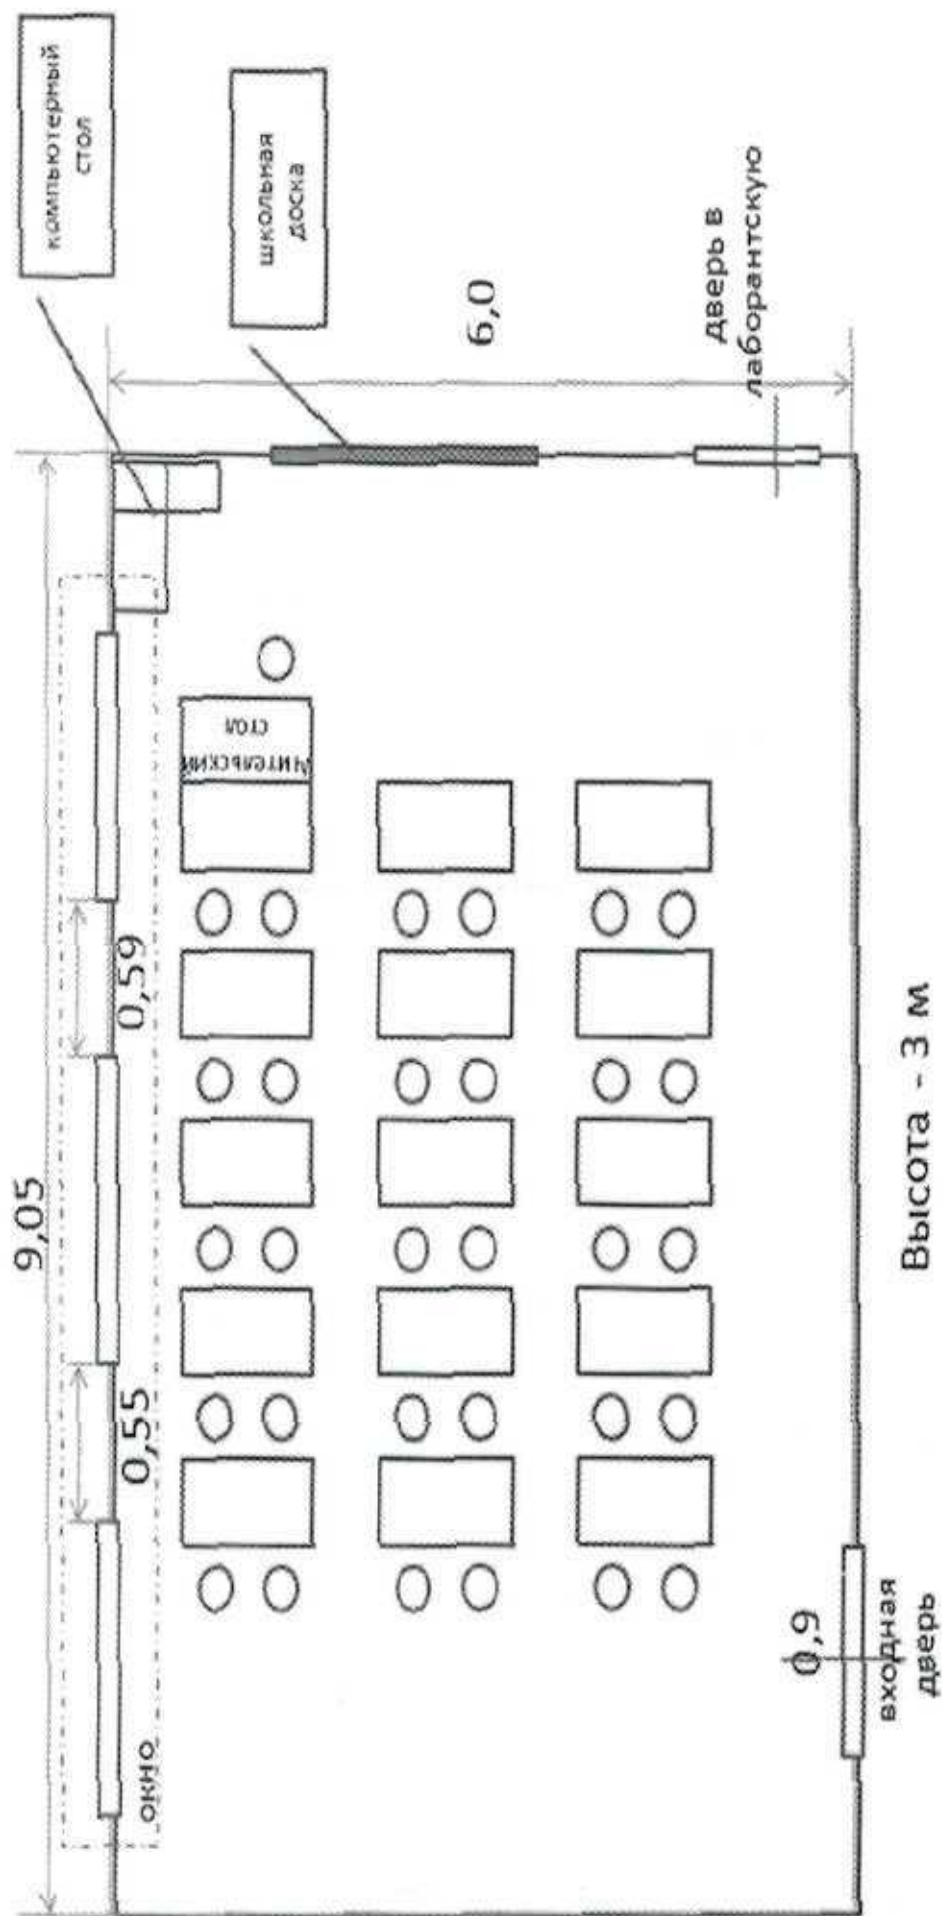 компьютерный
стол
школьная
доска
6,0
дверь в
лаборантскую
учительский
стол
9,05
0,59
0,55
окно
0,9
входная
дверь
Высота - 3 м